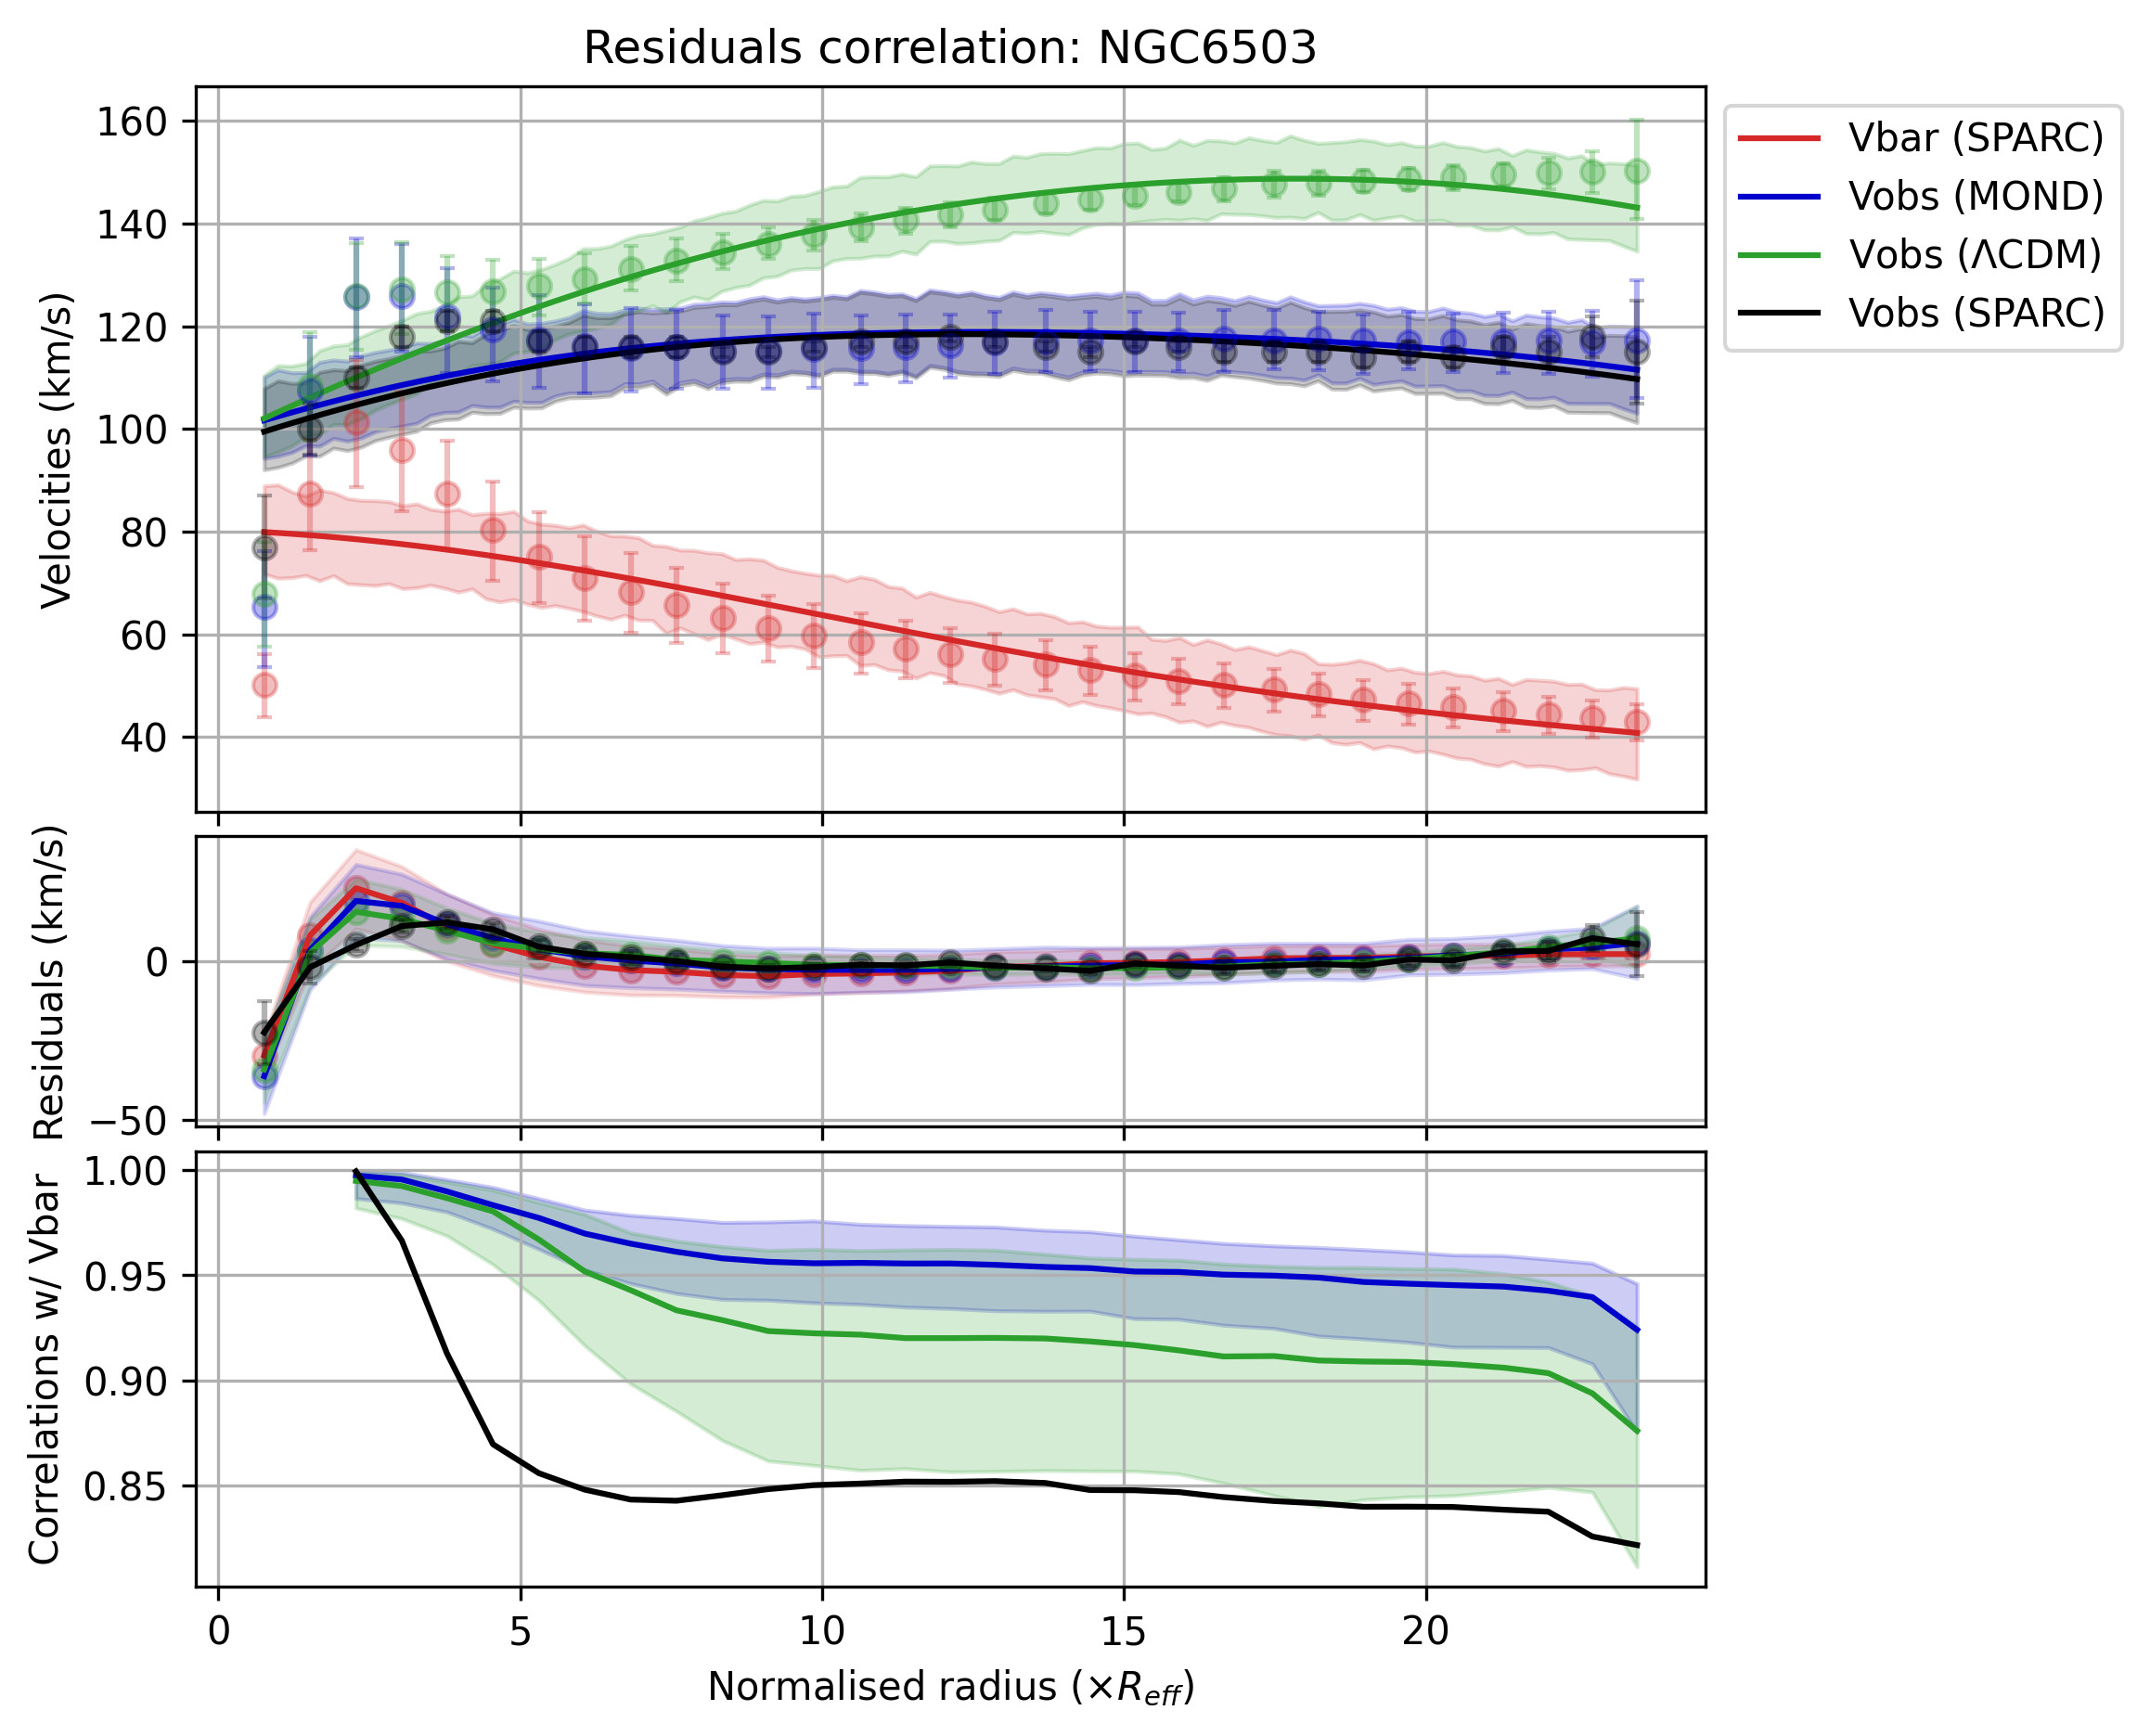 Residuals correlation: NGC6503
160
140
120
100
80
60
40
Velocities (km/s)
Vbar (SPARC)
Vobs (MOND)
Vobs (ΛCDM)
Vobs (SPARC)
0
−50
Residuals (km/s)
1.00
0.95
0.90
0.85
Correlations w/ Vbar
0 5 10 15 20
Normalised radius (×R_eff)